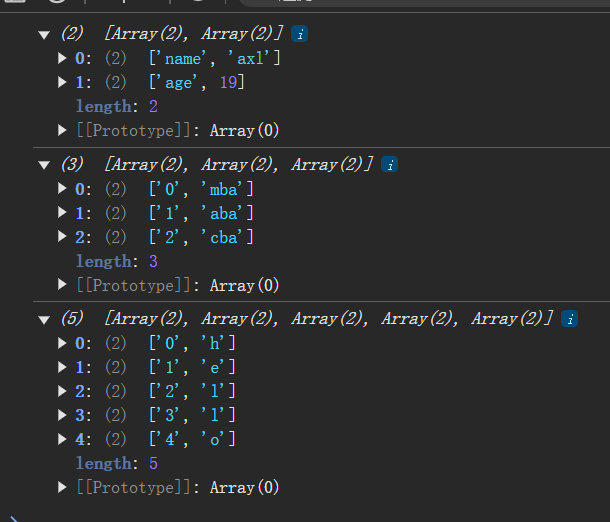 (2) [Array(2), Array(2)] i
0: (2) ['name', 'axl']
1: (2) ['age', 19]
length: 2
[[Prototype]]: Array(0)
(3) [Array(2), Array(2), Array(2)] i
0: (2) ['0', 'mba']
1: (2) ['1', 'aba']
2: (2) ['2', 'cba']
length: 3
[[Prototype]]: Array(0)
(5) [Array(2), Array(2), Array(2), Array(2), Array(2)] i
0: (2) ['0', 'h']
1: (2) ['1', 'e']
2: (2) ['2', 'l']
3: (2) ['3', 'l']
4: (2) ['4', 'o']
length: 5
[[Prototype]]: Array(0)